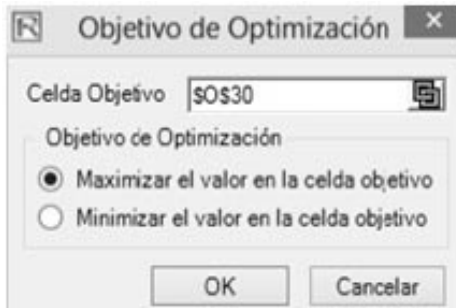 Objetivo de Optimización
Celda Objetivo $O$30
Objetivo de Optimización
Maximizar el valor en la celda objetivo
Minimizar el valor en la celda objetivo
OK Cancelar